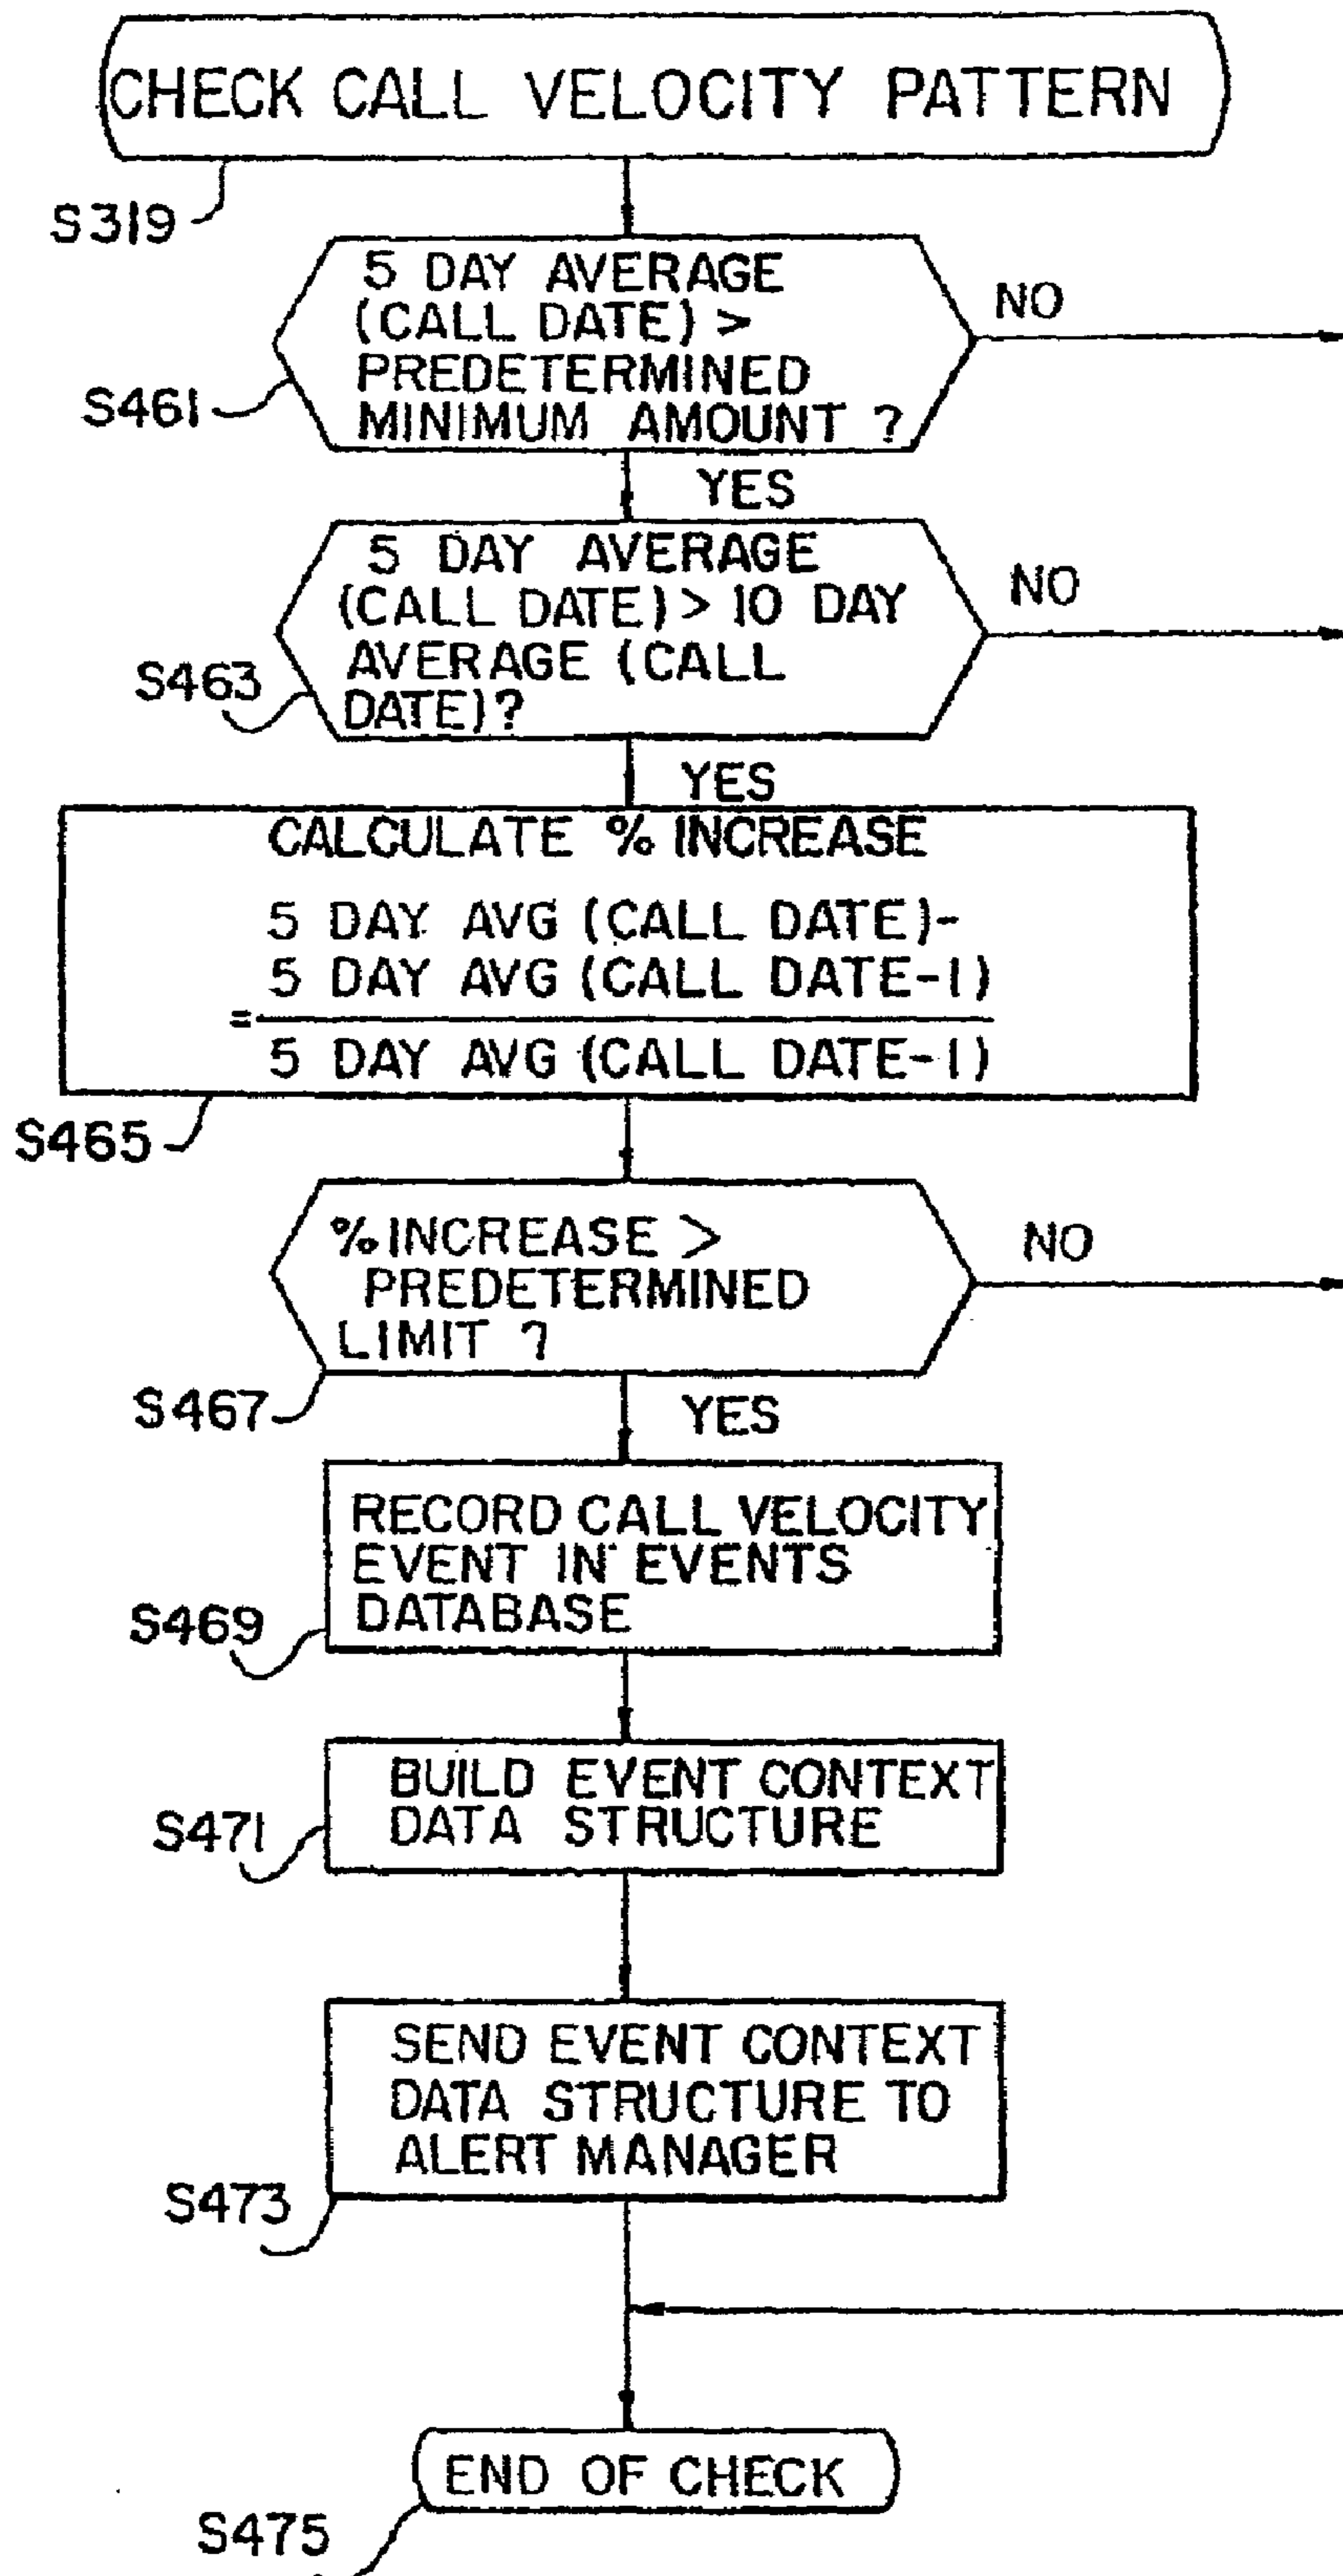 CHECK CALL VELOCITY PATTERN
S319
5 DAY AVERAGE
(CALL DATE) >
PREDETERMINED
MINIMUM AMOUNT ?
NO
S461
YES
5 DAY AVERAGE
(CALL DATE) > 10 DAY
AVERAGE (CALL
DATE)?
NO
S463
YES
CALCULATE % INCREASE
5 DAY AVG (CALL DATE)-
5 DAY AVG (CALL DATE-1)
=
5 DAY AVG (CALL DATE-1)
S465
% INCREASE >
PREDETERMINED
LIMIT ?
NO
S467
YES
RECORD CALL VELOCITY
EVENT IN EVENTS
DATABASE
S469
BUILD EVENT CONTEXT
DATA STRUCTURE
S471
SEND EVENT CONTEXT
DATA STRUCTURE TO
ALERT MANAGER
S473
END OF CHECK
S475